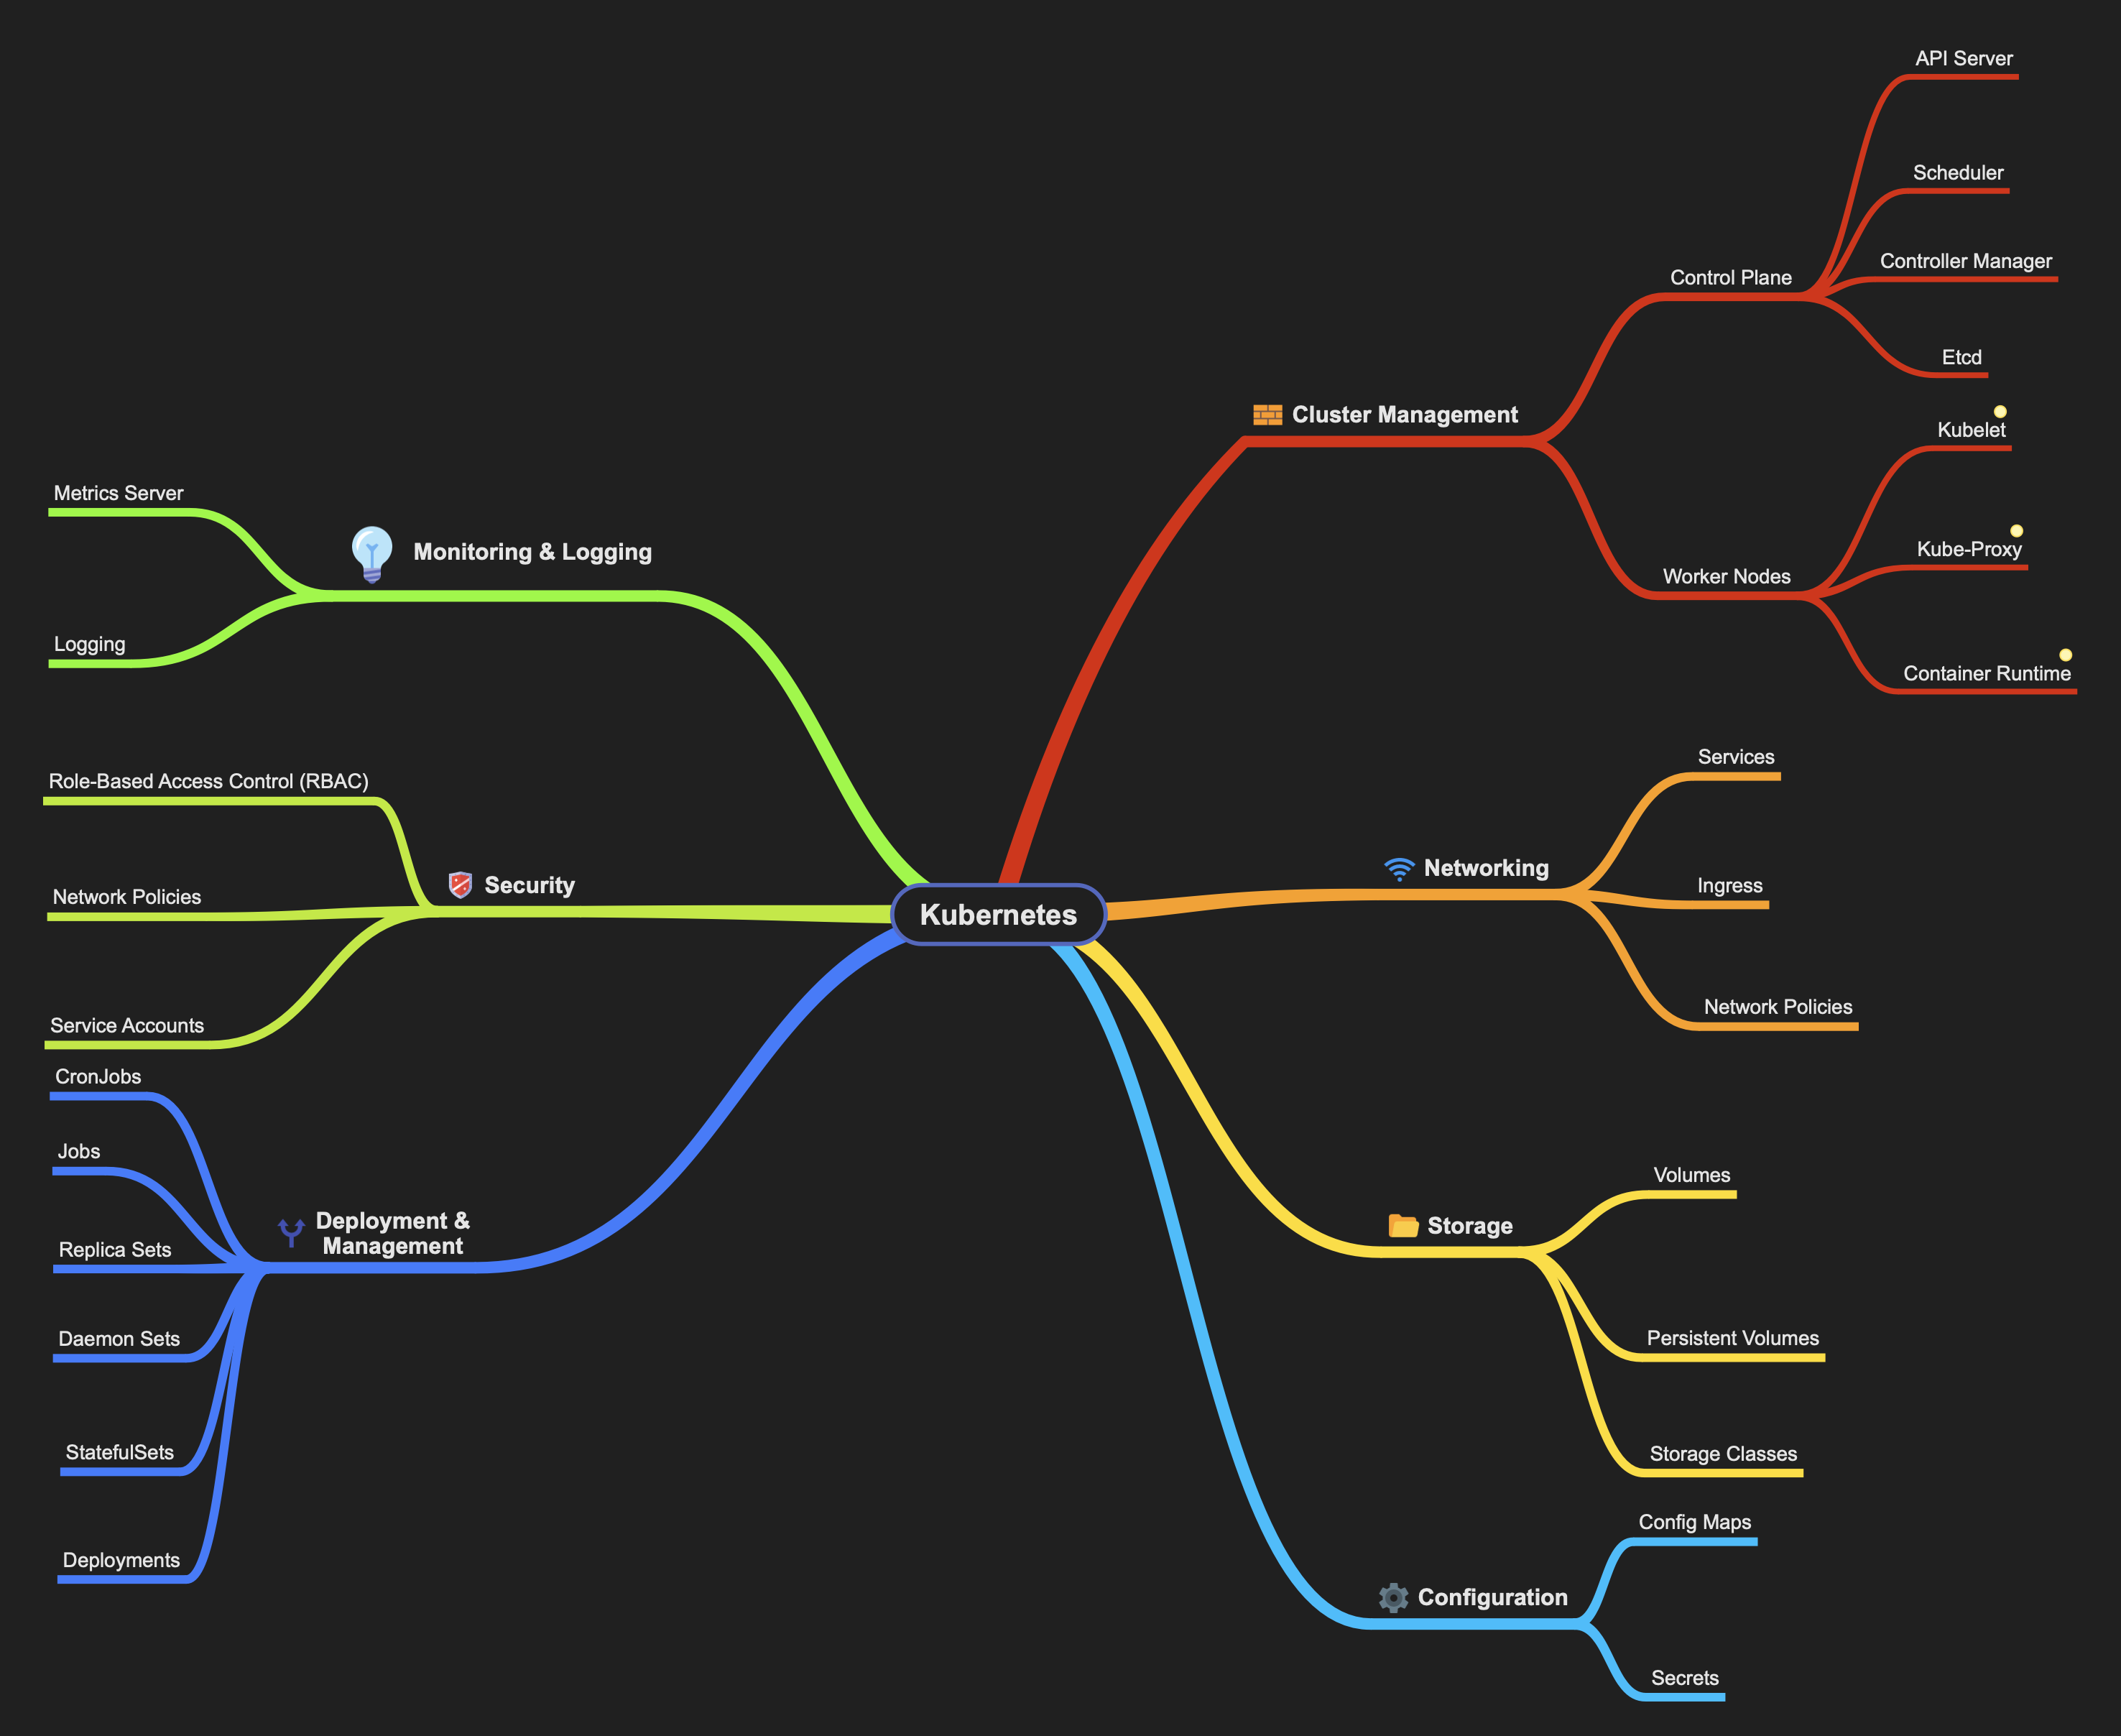 Kubernetes
Cluster Management
Control Plane
API Server
Scheduler
Controller Manager
Etcd
Worker Nodes
Kubelet
Kube-Proxy
Container Runtime
Networking
Services
Ingress
Network Policies
Storage
Volumes
Persistent Volumes
Storage Classes
Configuration
Config Maps
Secrets
Monitoring & Logging
Metrics Server
Logging
Security
Role-Based Access Control (RBAC)
Network Policies
Service Accounts
Deployment &
Management
CronJobs
Jobs
Replica Sets
Daemon Sets
StatefulSets
Deployments